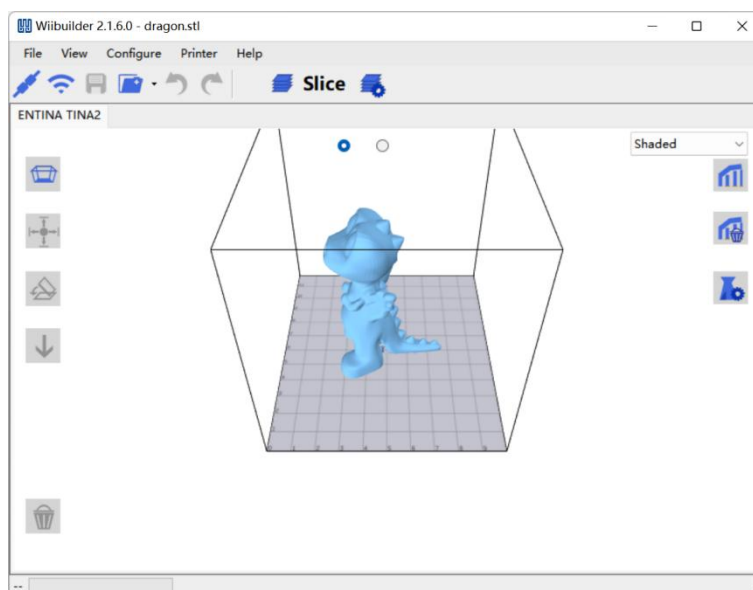 Wiibuilder 2.1.6.0 - dragon.stl
File View Configure Printer Help
Slice
ENTINA TINA2
Shaded
--